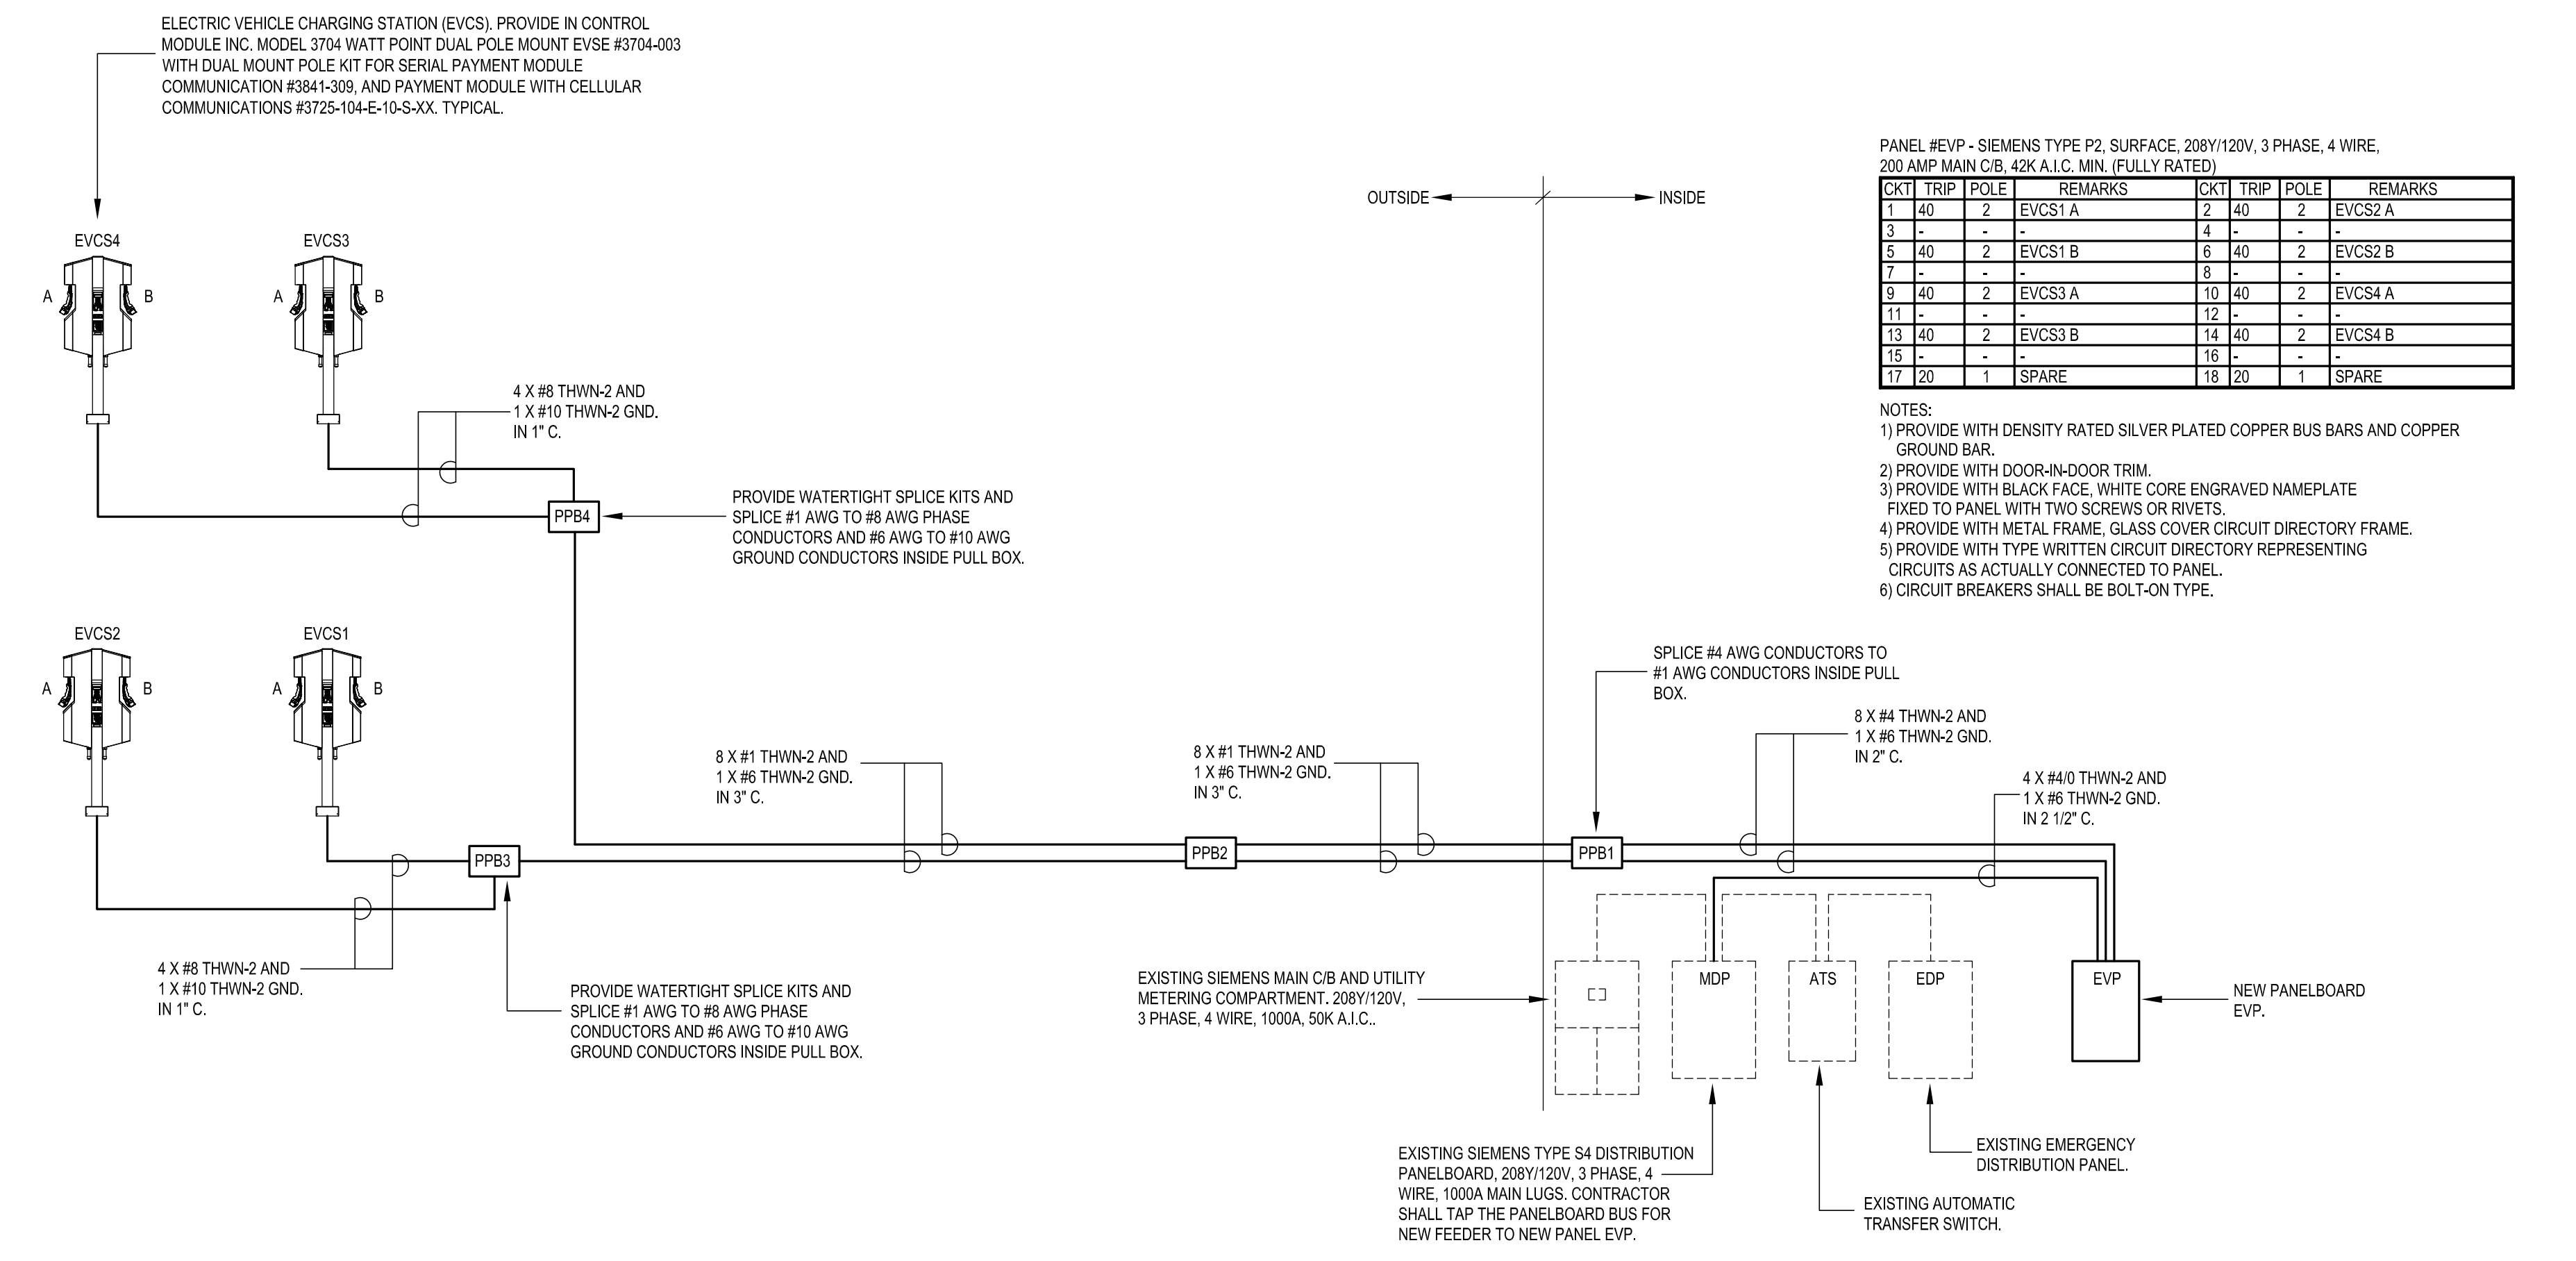 ELECTRIC VEHICLE CHARGING STATION (EVCS). PROVIDE IN CONTROL
MODULE INC. MODEL 3704 WATT POINT DUAL POLE MOUNT EVSE #3704-003
WITH DUAL MOUNT POLE KIT FOR SERIAL PAYMENT MODULE
COMMUNICATION #3841-309, AND PAYMENT MODULE WITH CELLULAR
COMMUNICATIONS #3725-104-E-10-S-XX. TYPICAL.
EVCS4
A
B
EVCS3
A
B
4 X #8 THWN-2 AND
1 X #10 THWN-2 GND.
IN 1" C.
PPB4
PROVIDE WATERTIGHT SPLICE KITS AND
SPLICE #1 AWG TO #8 AWG PHASE
CONDUCTORS AND #6 AWG TO #10 AWG
GROUND CONDUCTORS INSIDE PULL BOX.
OUTSIDE
INSIDE
PANEL #EVP - SIEMENS TYPE P2, SURFACE, 208Y/120V, 3 PHASE, 4 WIRE,
200 AMP MAIN C/B, 42K A.I.C. MIN. (FULLY RATED)
CKT TRIP POLE REMARKS CKT TRIP POLE REMARKS
1 40 2 EVCS1 A 2 40 2 EVCS2 A
3 - - - 4 - - -
5 40 2 EVCS1 B 6 40 2 EVCS2 B
7 - - - 8 - - -
9 40 2 EVCS3 A 10 40 2 EVCS4 A
11 - - - 12 - - -
13 40 2 EVCS3 B 14 40 2 EVCS4 B
15 - - - 16 - - -
17 20 1 SPARE 18 20 1 SPARE
NOTES:
1) PROVIDE WITH DENSITY RATED SILVER PLATED COPPER BUS BARS AND COPPER
GROUND BAR.
2) PROVIDE WITH DOOR-IN-DOOR TRIM.
3) PROVIDE WITH BLACK FACE, WHITE CORE ENGRAVED NAMEPLATE
FIXED TO PANEL WITH TWO SCREWS OR RIVETS.
4) PROVIDE WITH METAL FRAME, GLASS COVER CIRCUIT DIRECTORY FRAME.
5) PROVIDE WITH TYPE WRITTEN CIRCUIT DIRECTORY REPRESENTING
CIRCUITS AS ACTUALLY CONNECTED TO PANEL.
6) CIRCUIT BREAKERS SHALL BE BOLT-ON TYPE.
EVCS2
A
B
EVCS1
A
B
4 X #8 THWN-2 AND
1 X #10 THWN-2 GND.
IN 1" C.
PPB3
PROVIDE WATERTIGHT SPLICE KITS AND
SPLICE #1 AWG TO #8 AWG PHASE
CONDUCTORS AND #6 AWG TO #10 AWG
GROUND CONDUCTORS INSIDE PULL BOX.
8 X #1 THWN-2 AND
1 X #6 THWN-2 GND.
IN 3" C.
PPB2
8 X #1 THWN-2 AND
1 X #6 THWN-2 GND.
IN 3" C.
SPLICE #4 AWG CONDUCTORS TO
#1 AWG CONDUCTORS INSIDE PULL
BOX.
PPB1
8 X #4 THWN-2 AND
1 X #6 THWN-2 GND.
IN 2" C.
4 X #4/0 THWN-2 AND
1 X #6 THWN-2 GND.
IN 2 1/2" C.
EXISTING SIEMENS MAIN C/B AND UTILITY
METERING COMPARTMENT. 208Y/120V,
3 PHASE, 4 WIRE, 1000A, 50K A.I.C..
MDP
ATS
EDP
EVP
NEW PANELBOARD
EVP.
EXISTING SIEMENS TYPE S4 DISTRIBUTION
PANELBOARD, 208Y/120V, 3 PHASE, 4
WIRE, 1000A MAIN LUGS. CONTRACTOR
SHALL TAP THE PANELBOARD BUS FOR
NEW FEEDER TO NEW PANEL EVP.
EXISTING EMERGENCY
DISTRIBUTION PANEL.
EXISTING AUTOMATIC
TRANSFER SWITCH.